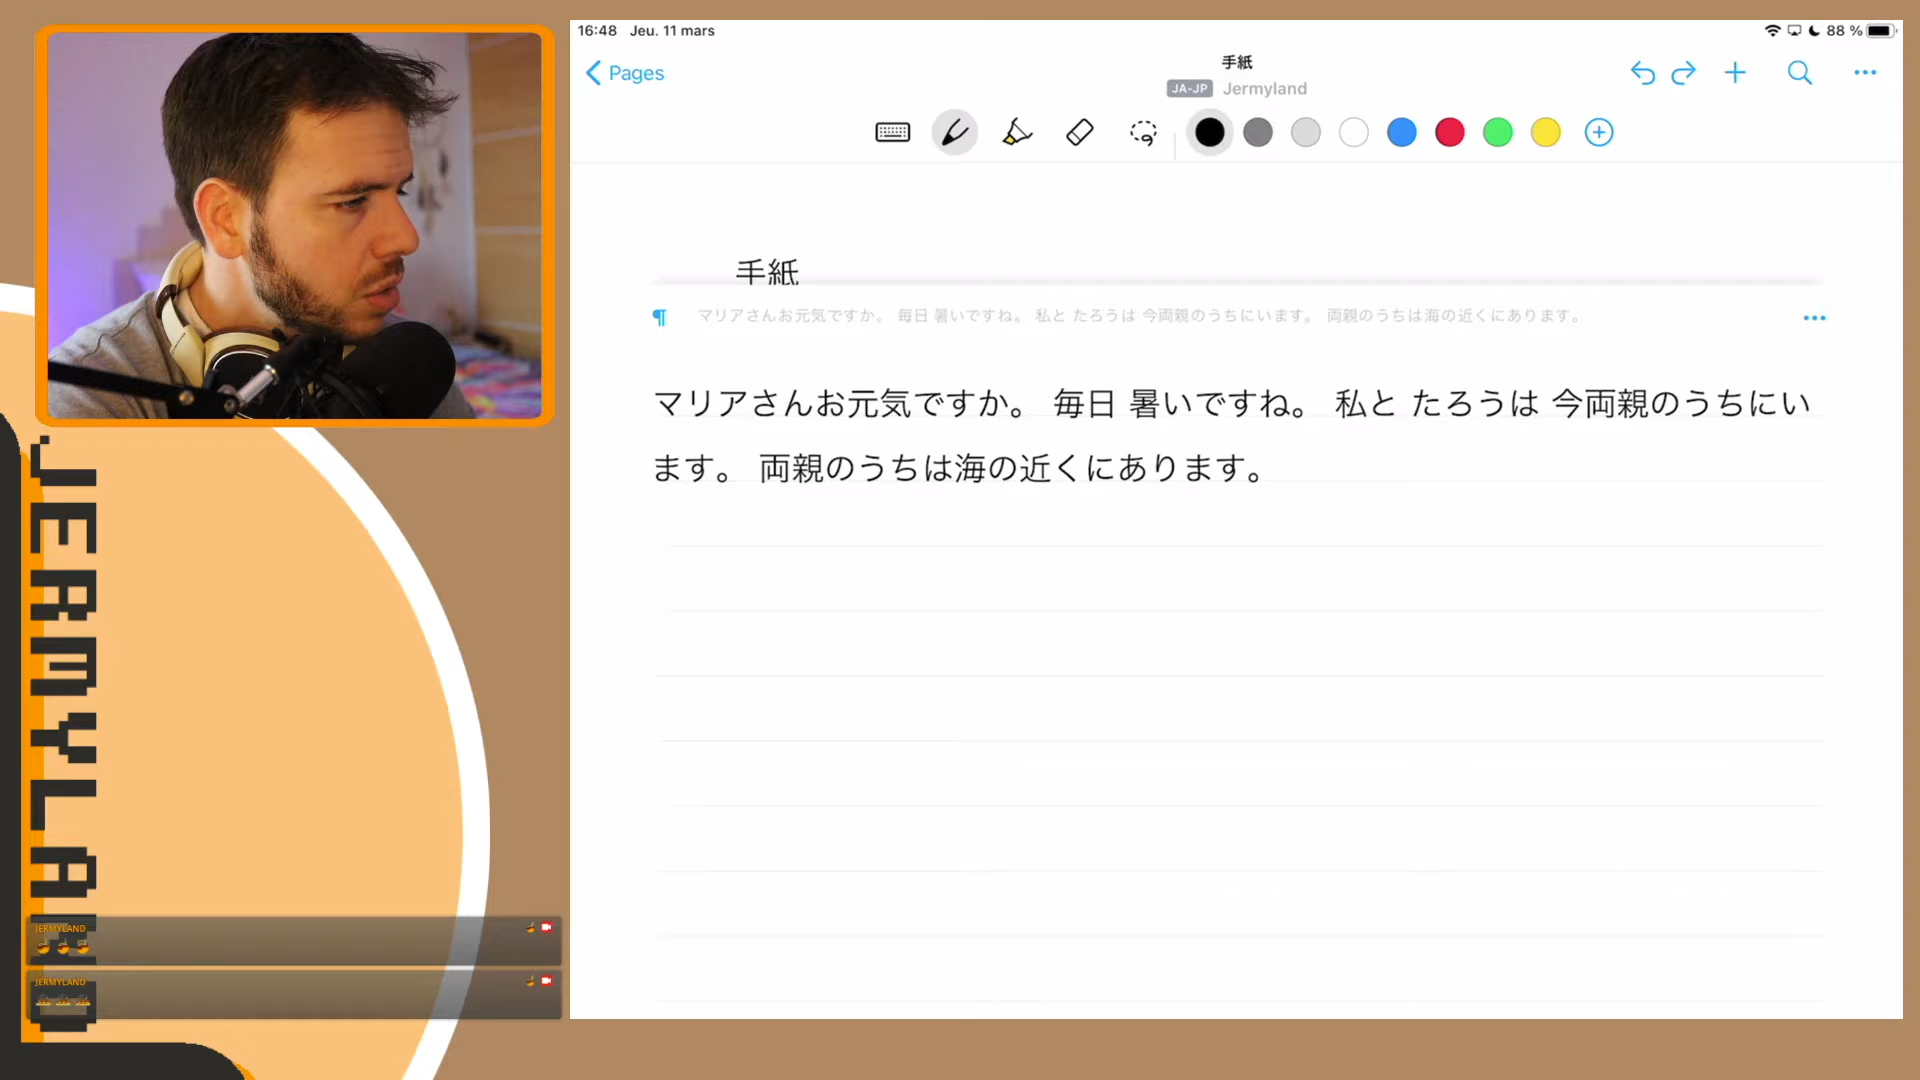 16:48 Jeu. 11 mars
88 %
Pages
手紙
JA-JP Jermyland
手紙
マリアさんお元気ですか。 毎日 暑いですね。 私と たろうは 今両親のうちにいます。 両親のうちは海の近くにあります。
マリアさんお元気ですか。 毎日 暑いですね。 私と たろうは 今両親のうちにい
ます。 両親のうちは海の近くにあります。
JERMYLAND
JERMYLAND
JERMYLAND